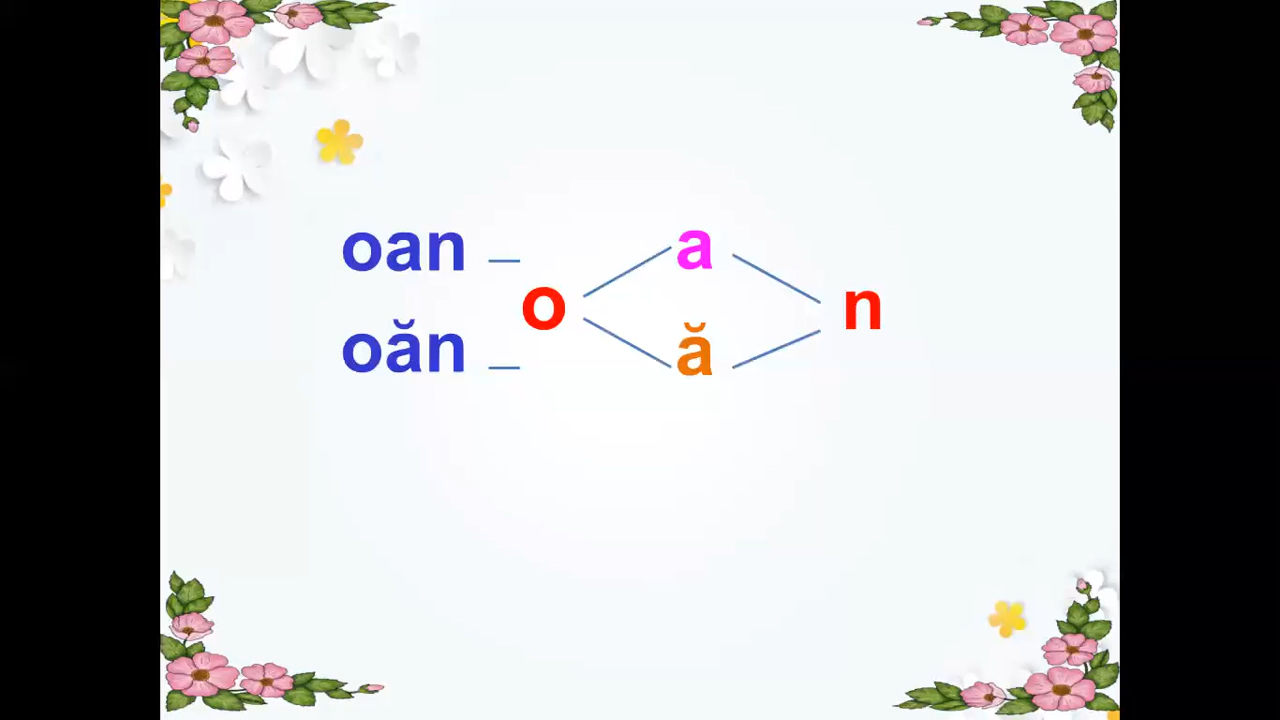 oan – a
o n
oăn – ă